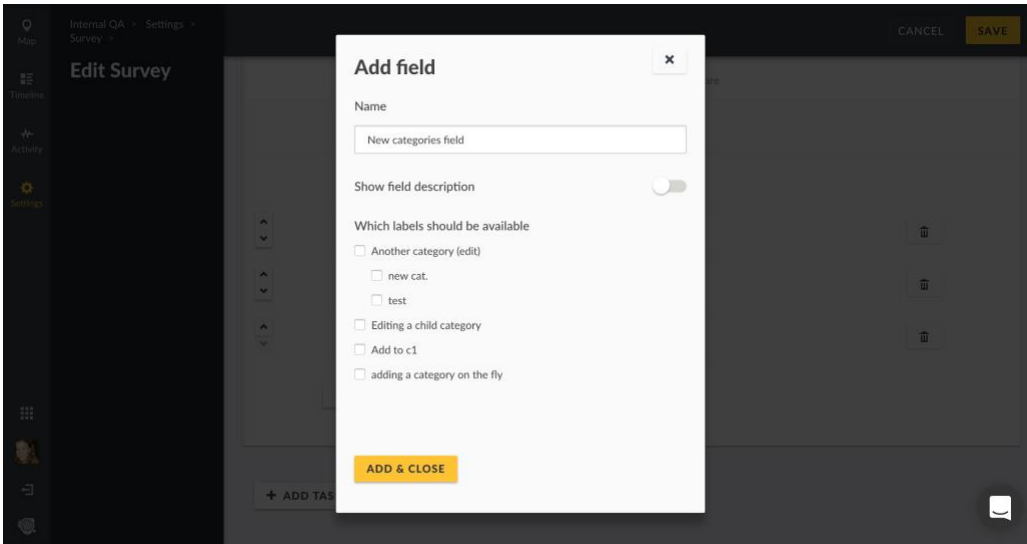 Map
Internal QA > Settings >
Survey >
CANCEL
SAVE
Edit Survey
Timeline
Activity
Settings
Add field
Name
New categories field
Show field description
Which labels should be available
Another category (edit)
new cat.
test
Editing a child category
Add to c1
adding a category on the fly
ADD & CLOSE
+ ADD TAS